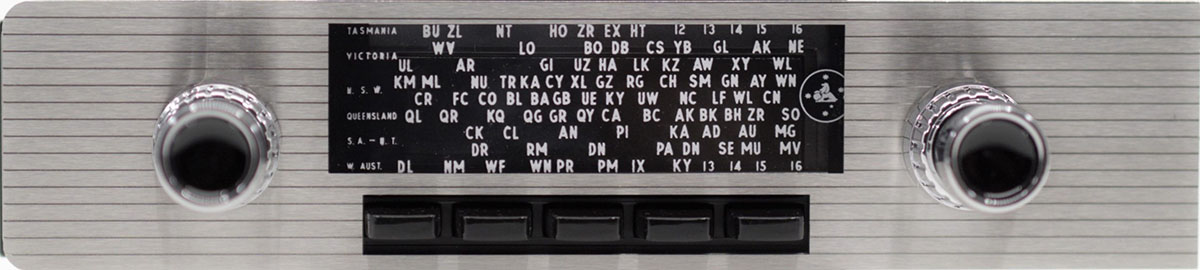 TASMANIA BU ZL NT HO ZR EX HT 12 13 14 15 16
WV LO BO DB CS YB GL AK NE
VICTORIA
UL AR GI UZ HA LK KZ AW XY WL
KM ML NU TR KA CY XL GZ RG CH SM GN AY WN
N. S. W.
CR FC CO BL BA GB UE KY UW NC LF WL CN
QUEENSLAND QL QR KQ QG GR QY CA BC AK BK BH ZR SO
CK CL AN PI KA AD AU MG
S. A. - N. T.
DR RM DN PA DN SE MU MV
W. AUST. DL NM WF WN PR PM IX KY 13 14 15 16